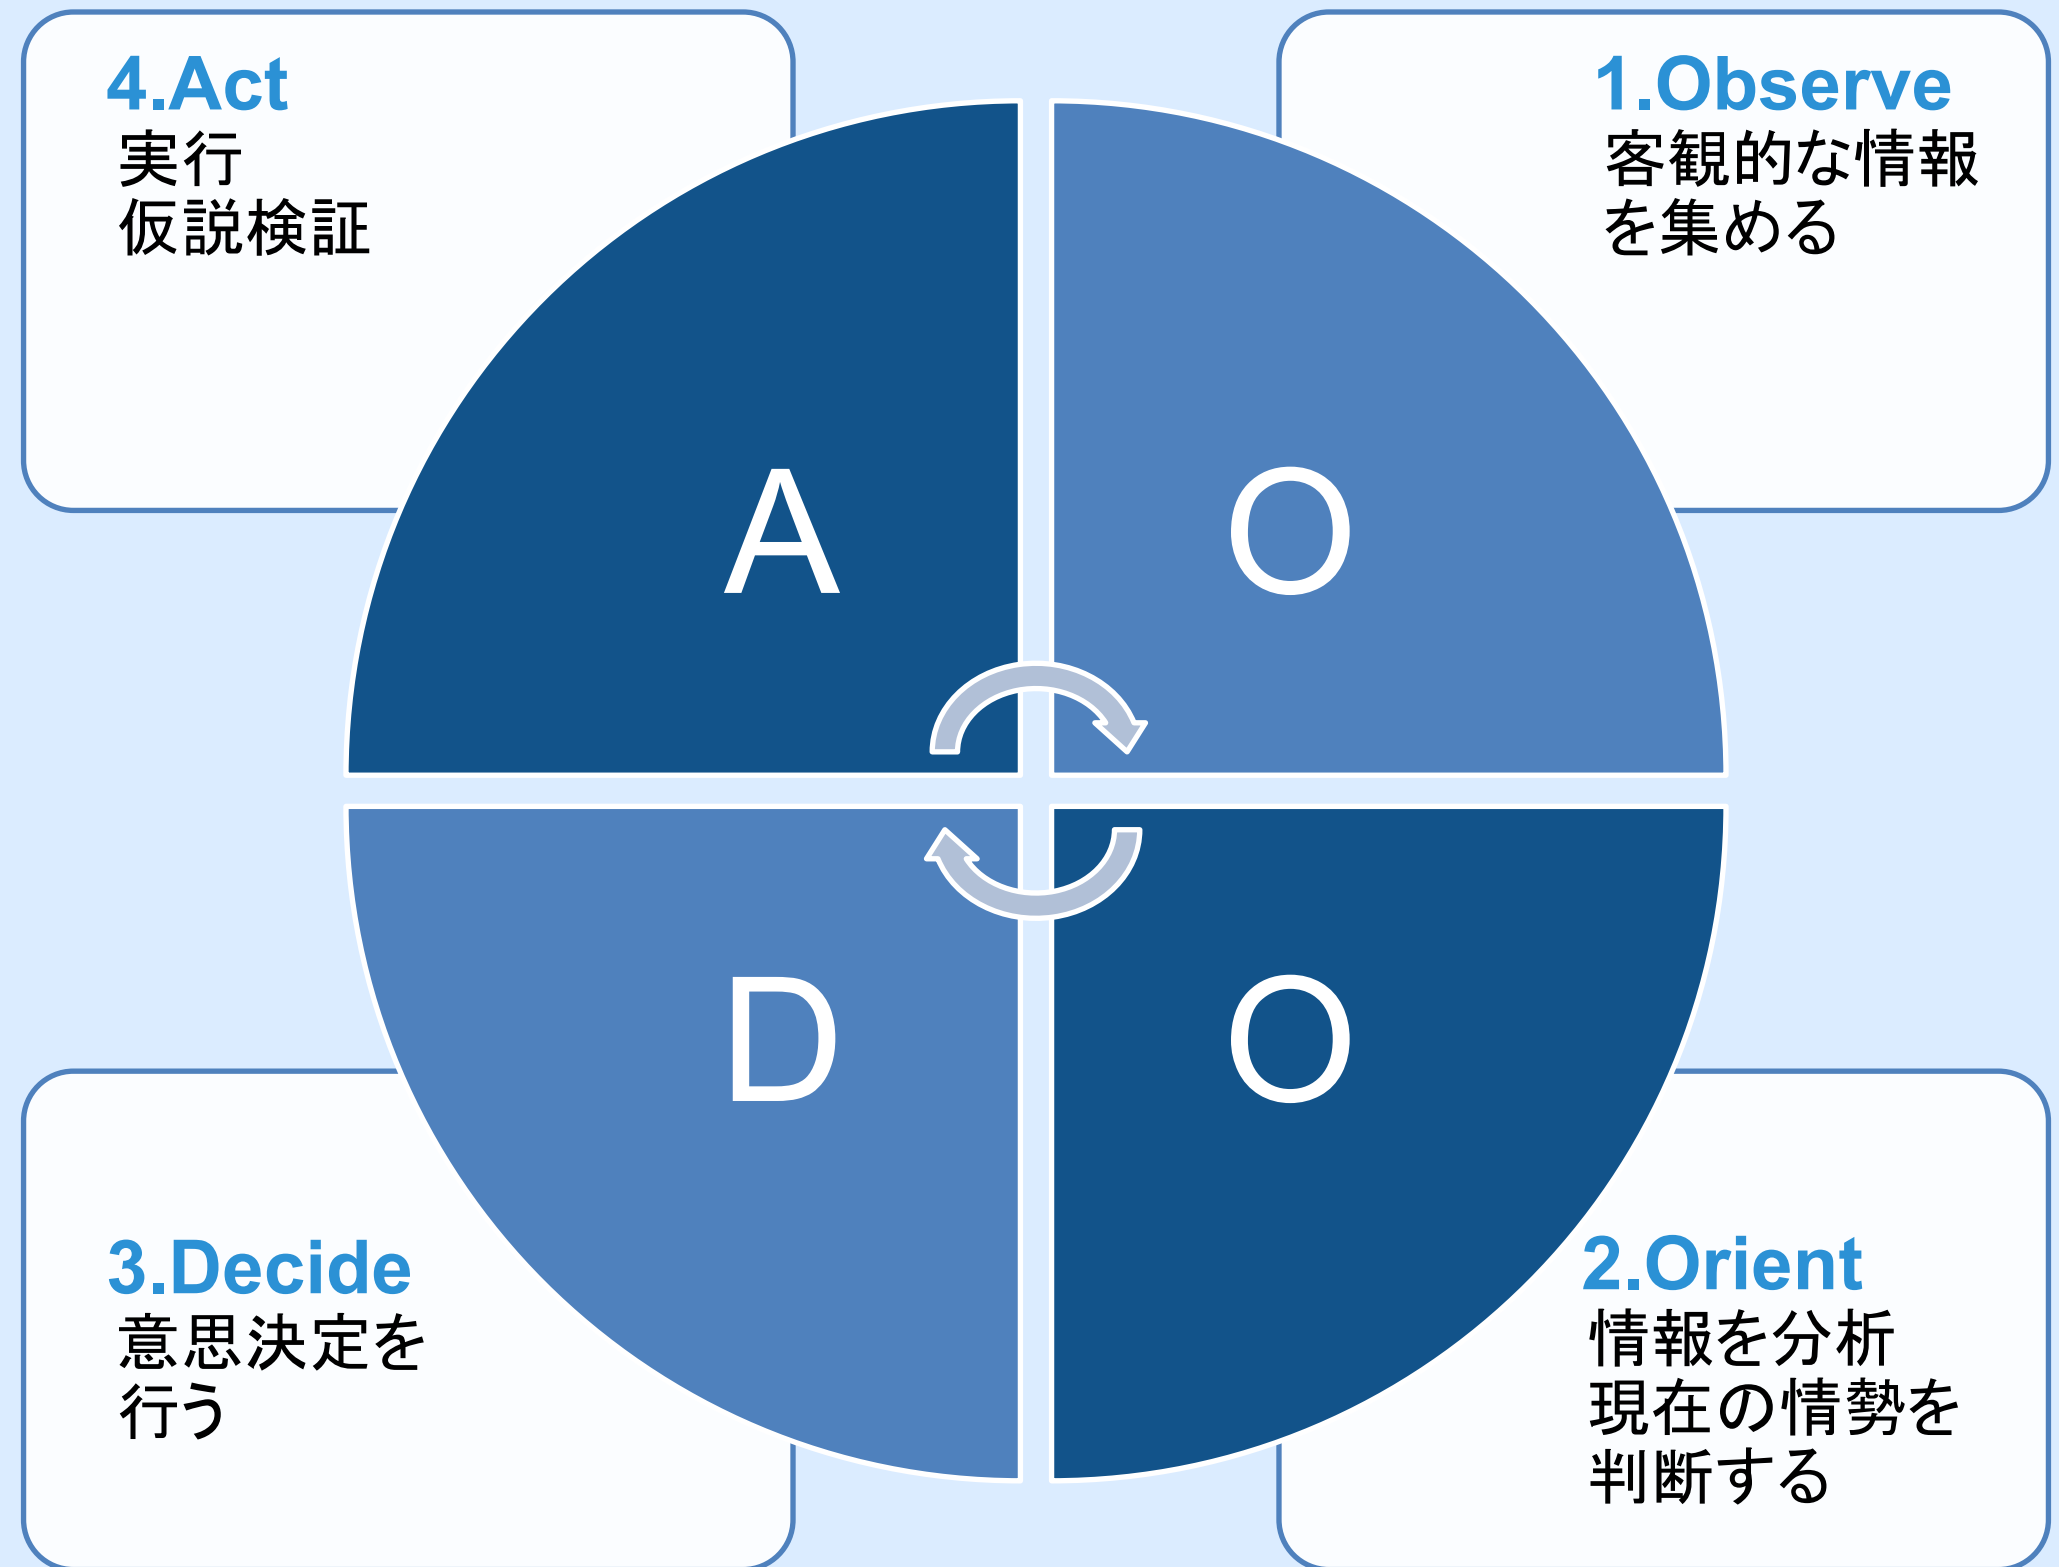 4.Act
実行
仮説検証
1.Observe
客観的な情報
を集める
A
O
D
O
3.Decide
意思決定を
行う
2.Orient
情報を分析
現在の情勢を
判断する